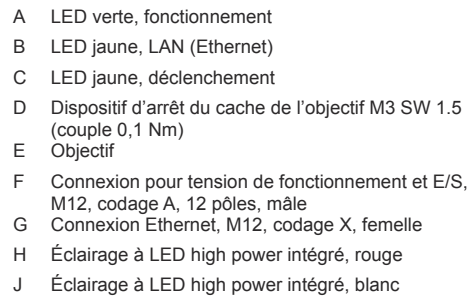 A LED verte, fonctionnement
B LED jaune, LAN (Ethernet)
C LED jaune, déclenchement
D Dispositif d'arrêt du cache de l'objectif M3 SW 1.5
(couple 0,1 Nm)
E Objectif
F Connexion pour tension de fonctionnement et E/S,
M12, codage A, 12 pôles, mâle
G Connexion Ethernet, M12, codage X, femelle
H Éclairage à LED high power intégré, rouge
J Éclairage à LED high power intégré, blanc